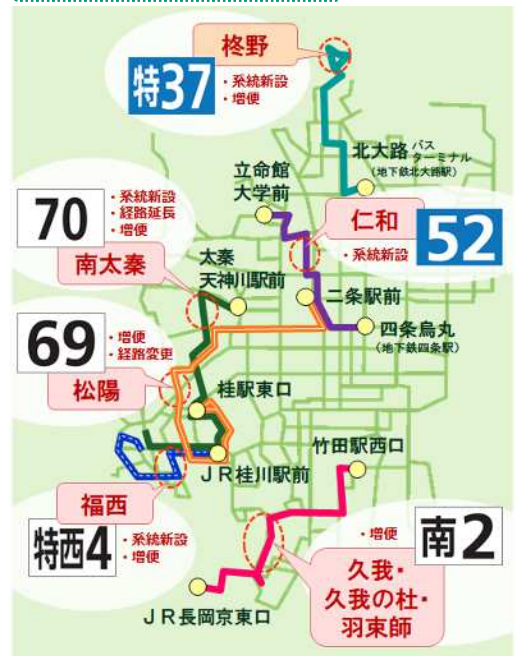 柊野
特37
・系統新設
・増便
北大路 バスターミナル
(地下鉄北大路駅)
立命館
大学前
70
・系統新設
・経路延長
・増便
仁和
・系統新設
52
南太秦
太秦
天神川駅前
二条駅前
四条烏丸
(地下鉄四条駅)
69
・増便
・経路変更
松陽
桂駅東口
竹田駅西口
JR桂川駅前
福西
特西4
・系統新設
・増便
・増便
南2
久我・
久我の杜・
羽束師
JR長岡京東口